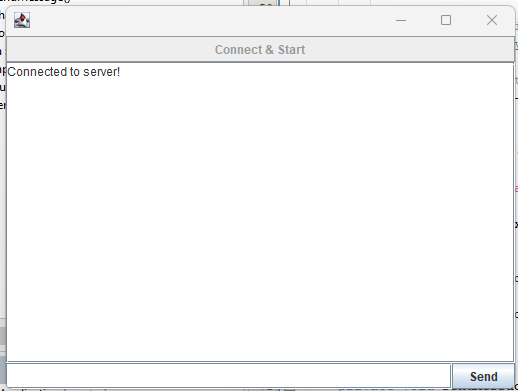 Connect & Start
Connected to server!
Send